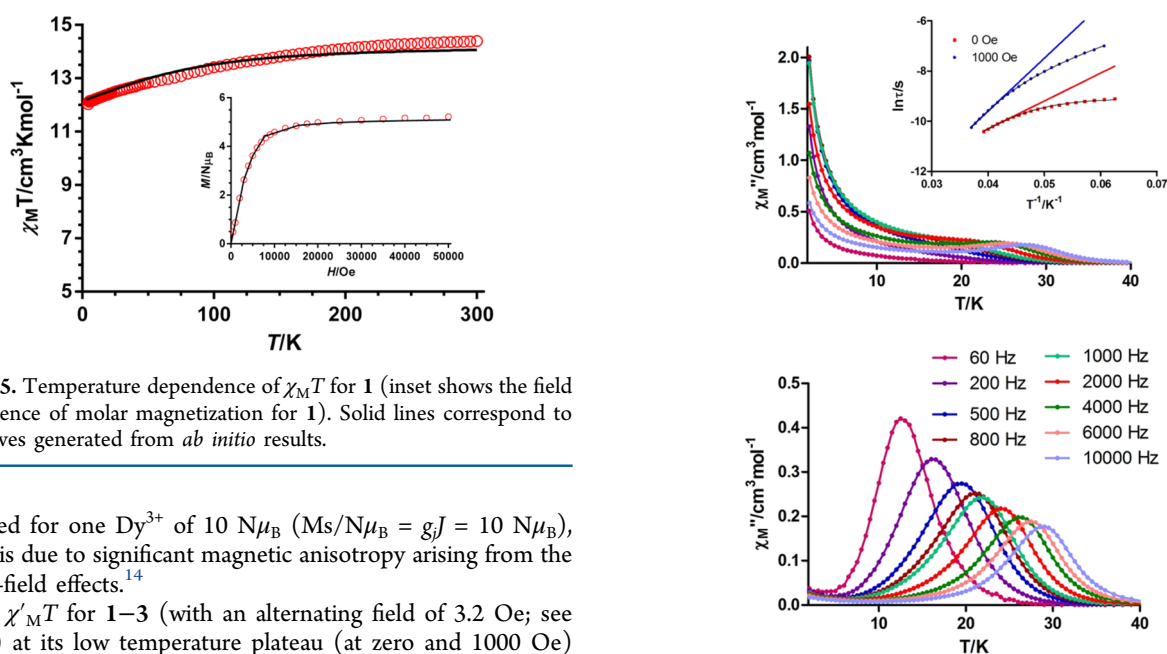 15
13
11
9
7
5
χMT/cm³Kmol⁻¹
0
100
200
300
T/K
6
4
2
0
M/NμB
0
10000
20000
30000
40000
50000
H/Oe
5. Temperature dependence of χMT for 1 (inset shows the field
ence of molar magnetization for 1). Solid lines correspond to
ves generated from ab initio results.
ed for one Dy³⁺ of 10 NμB (Ms/NμB = gjJ = 10 NμB),
is due to significant magnetic anisotropy arising from the
-field effects.¹⁴
χ′MT for 1−3 (with an alternating field of 3.2 Oe; see
) at its low temperature plateau (at zero and 1000 Oe)
2.0
1.5
1.0
0.5
0.0
χM''/cm³mol⁻¹
10
20
30
40
T/K
-6
-8
-10
-12
lnτ/s
0 Oe
1000 Oe
0.03
0.04
0.05
0.06
0.07
T⁻¹/K⁻¹
60 Hz
200 Hz
500 Hz
800 Hz
1000 Hz
2000 Hz
4000 Hz
6000 Hz
10000 Hz
0.5
0.4
0.3
0.2
0.1
0.0
χM''/cm³mol⁻¹
10
20
30
40
T/K